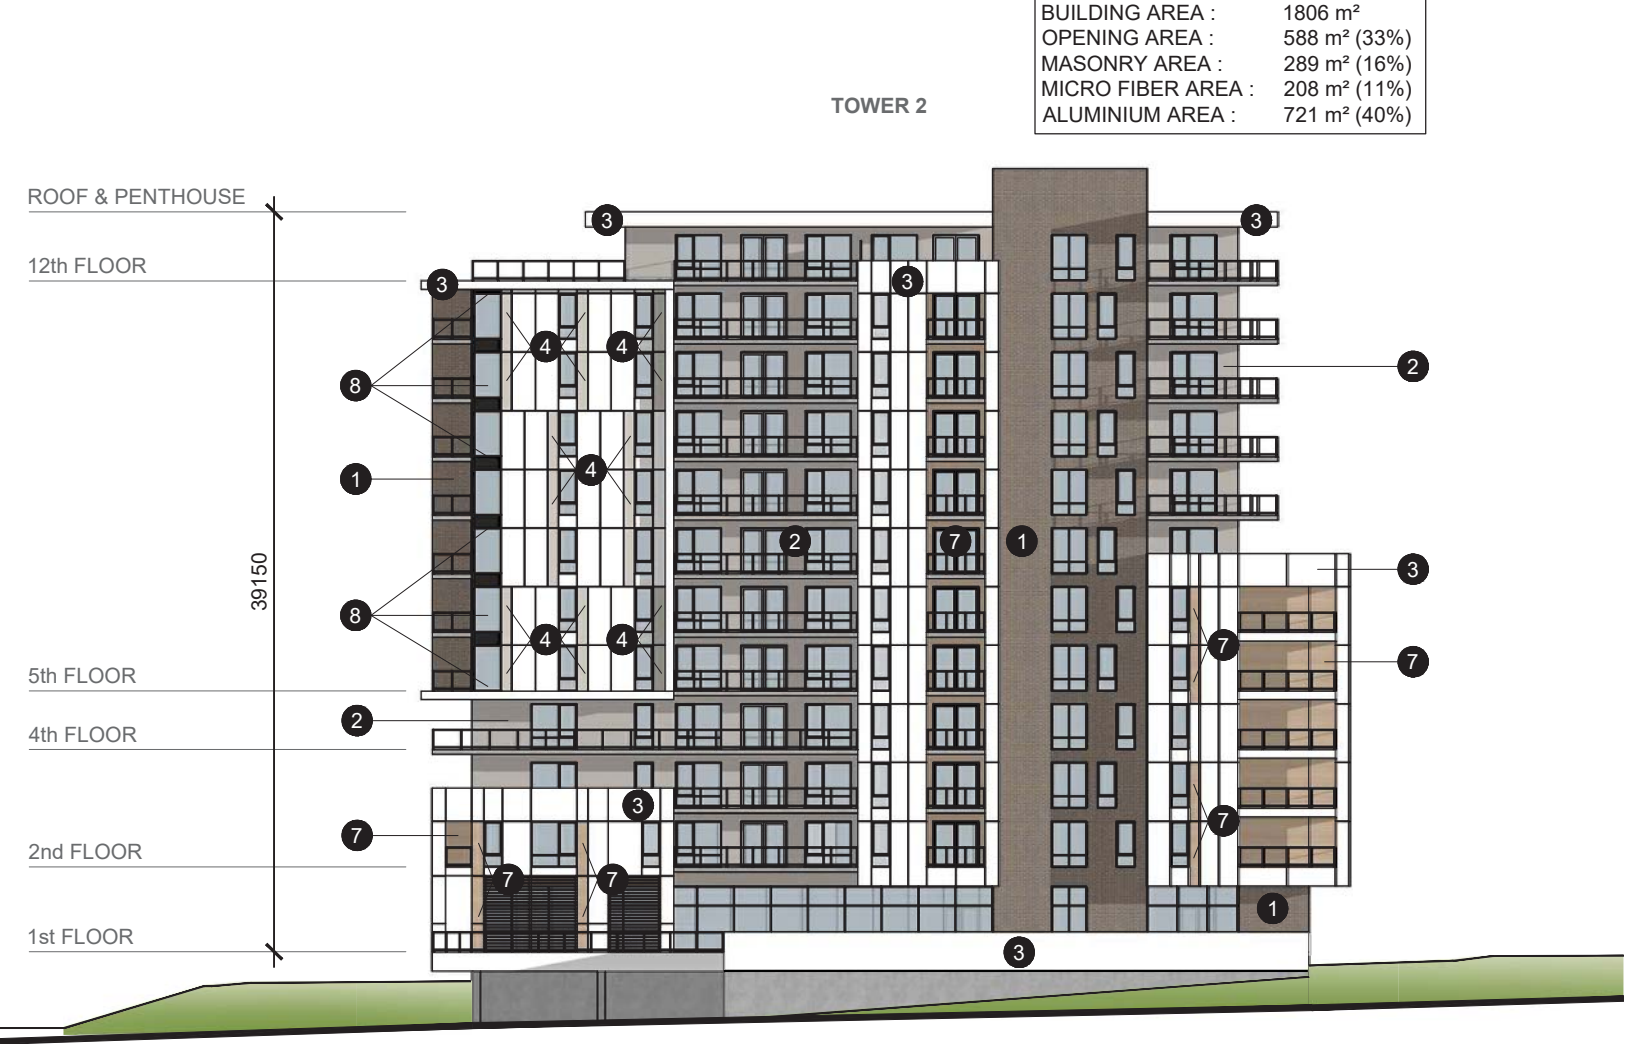 BUILDING AREA : 1806 m²
OPENING AREA : 588 m² (33%)
MASONRY AREA : 289 m² (16%)
MICRO FIBER AREA : 208 m² (11%)
ALUMINIUM AREA : 721 m² (40%)
TOWER 2
ROOF & PENTHOUSE
3 3
12th FLOOR
3 3
4 4
2
8
4
1
2 7 1
3
39150
8
4 4
7
7
5th FLOOR
2
4th FLOOR
3
7
7
2nd FLOOR
7 7
1
1st FLOOR
3